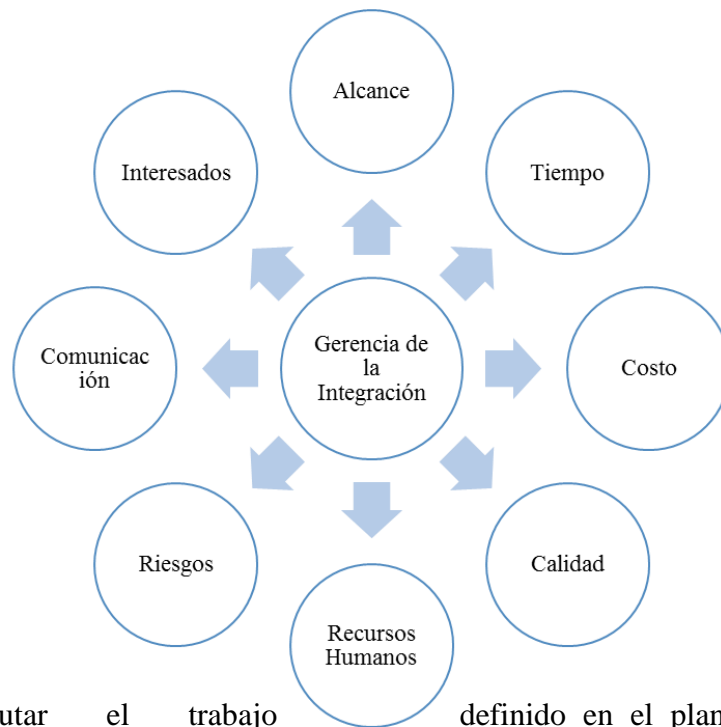 Alcance
Interesados
Tiempo
Comunicac
ión
Gerencia de
la
Integración
Costo
Riesgos
Calidad
Recursos
Humanos
utar el trabajo definido en el plan